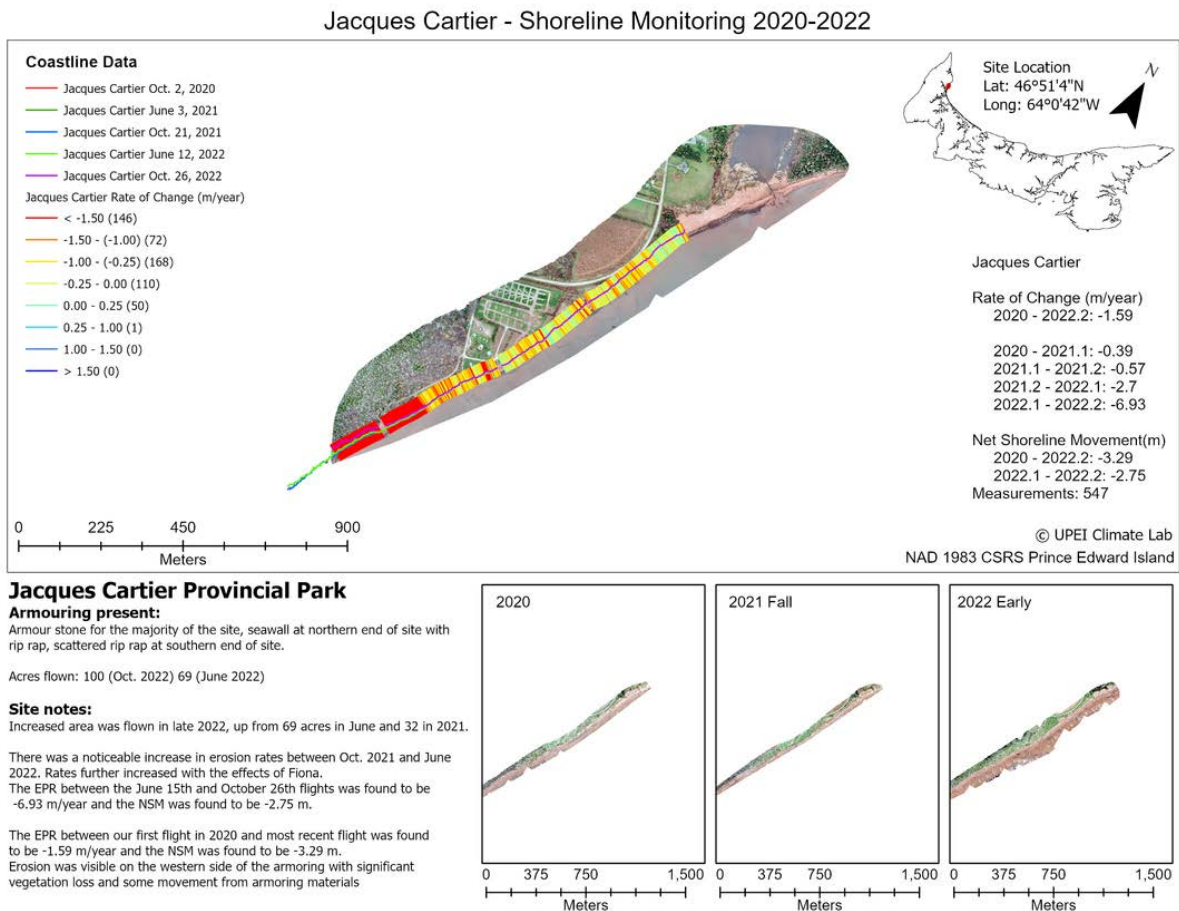 Jacques Cartier - Shoreline Monitoring 2020-2022
Coastline Data
Jacques Cartier Oct. 2, 2020
Jacques Cartier June 3, 2021
Jacques Cartier Oct. 21, 2021
Jacques Cartier June 12, 2022
Jacques Cartier Oct. 26, 2022
Jacques Cartier Rate of Change (m/year)
< -1.50 (146)
-1.50 - (-1.00) (72)
-1.00 - (-0.25) (168)
-0.25 - 0.00 (110)
0.00 - 0.25 (50)
0.25 - 1.00 (1)
1.00 - 1.50 (0)
> 1.50 (0)
Site Location
Lat: 46°51'4"N
Long: 64°0'42"W
N
Jacques Cartier
Rate of Change (m/year)
2020 - 2022.2: -1.59
2020 - 2021.1: -0.39
2021.1 - 2021.2: -0.57
2021.2 - 2022.1: -2.7
2022.1 - 2022.2: -6.93
Net Shoreline Movement(m)
2020 - 2022.2: -3.29
2022.1 - 2022.2: -2.75
Measurements: 547
© UPEI Climate Lab
NAD 1983 CSRS Prince Edward Island
0 225 450 900
Meters
Jacques Cartier Provincial Park
Armouring present:
Armour stone for the majority of the site, seawall at northern end of site with
rip rap, scattered rip rap at southern end of site.
Acres flown: 100 (Oct. 2022) 69 (June 2022)
Site notes:
Increased area was flown in late 2022, up from 69 acres in June and 32 in 2021.
There was a noticeable increase in erosion rates between Oct. 2021 and June
2022. Rates further increased with the effects of Fiona.
The EPR between the June 15th and October 26th flights was found to be
-6.93 m/year and the NSM was found to be -2.75 m.
The EPR between our first flight in 2020 and most recent flight was found
to be -1.59 m/year and the NSM was found to be -3.29 m.
Erosion was visible on the western side of the armoring with significant
vegetation loss and some movement from armoring materials
2020
0 375 750 1,500
Meters
2021 Fall
0 375 750 1,500
Meters
2022 Early
0 375 750 1,500
Meters